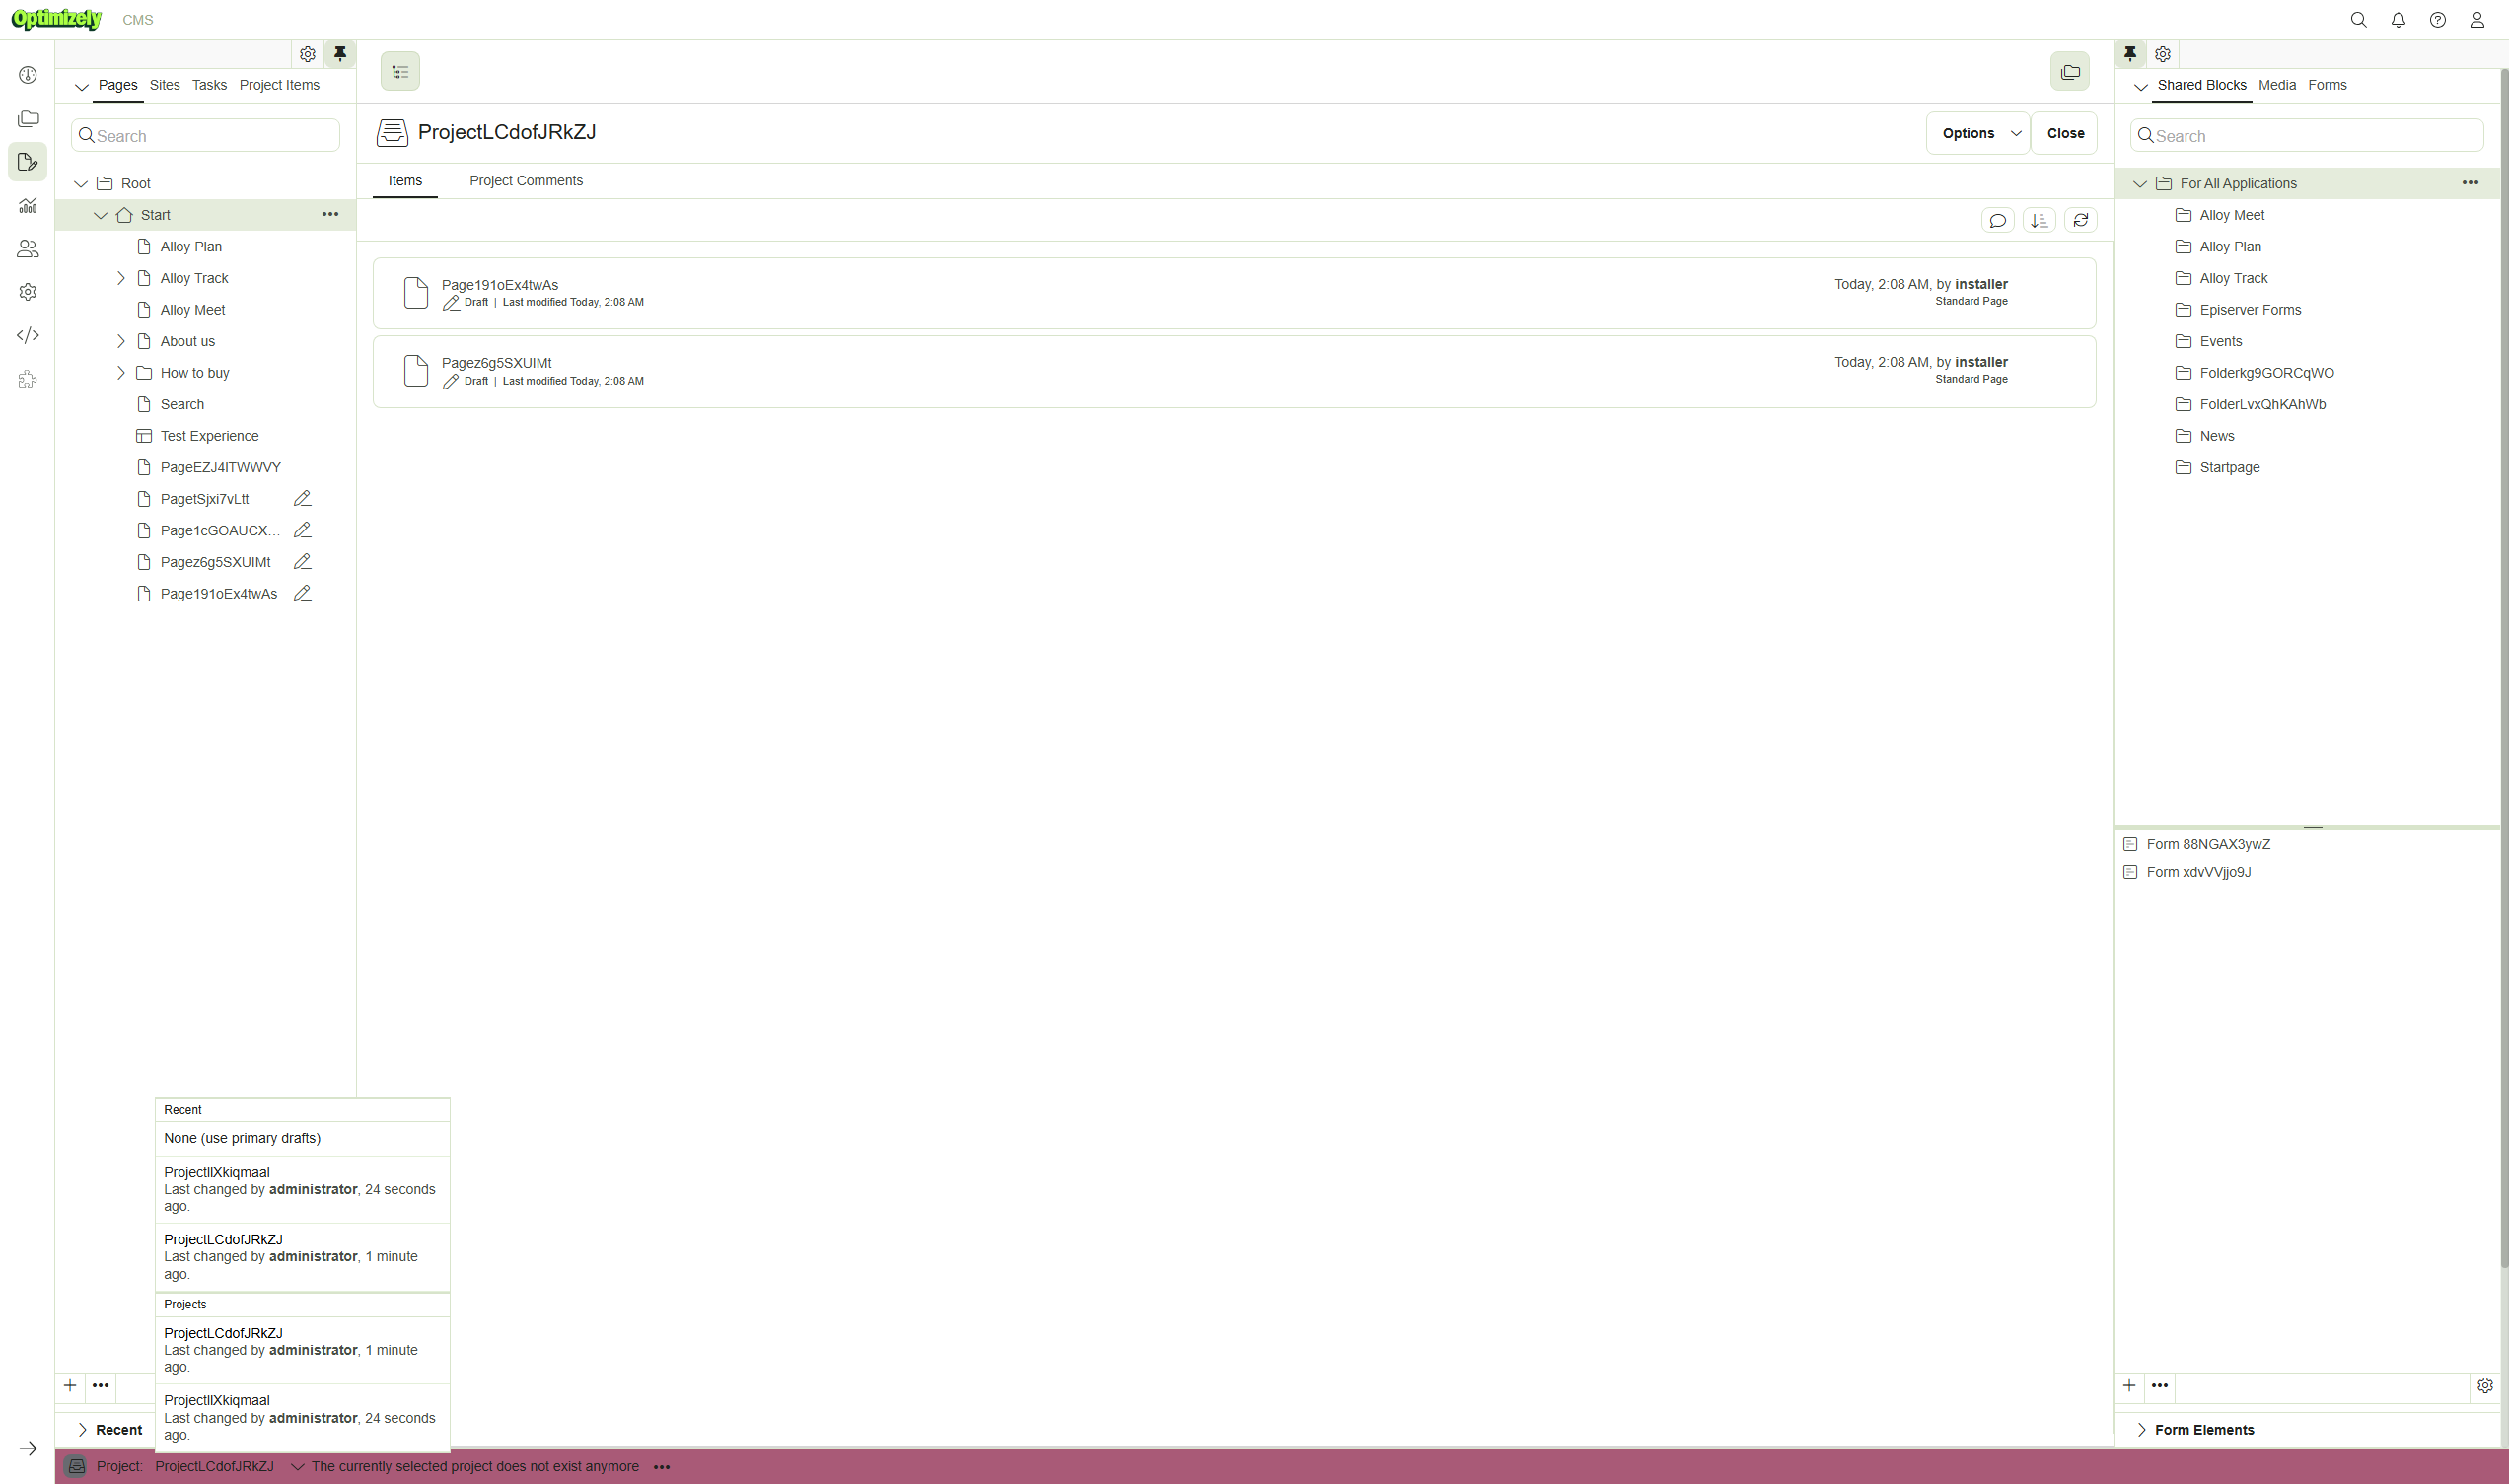 Optimizely CMS
Pages Sites Tasks Project Items
Search
Root
Start
Alloy Plan
Alloy Track
Alloy Meet
About us
How to buy
Search
Test Experience
PageEZJ4ITWWVY
PagetSjxi7vLtt
Page1cGOAUCX...
Pagez6g5SXUIMt
Page191oEx4twAs
ProjectLCdofJRkZJ
Options
Close
Items Project Comments
Page191oEx4twAs
Draft | Last modified Today, 2:08 AM
Today, 2:08 AM, by installer
Standard Page
Pagez6g5SXUIMt
Draft | Last modified Today, 2:08 AM
Today, 2:08 AM, by installer
Standard Page
Shared Blocks Media Forms
Search
For All Applications
Alloy Meet
Alloy Plan
Alloy Track
Episerver Forms
Events
Folderkg9GORCqWO
FolderLvxQhKAhWb
News
Startpage
Form 88NGAX3ywZ
Form xdvVVjjo9J
Form Elements
Recent
None (use primary drafts)
ProjectIlXkiqmaal
Last changed by administrator, 24 seconds
ago.
ProjectLCdofJRkZJ
Last changed by administrator, 1 minute
ago.
Projects
ProjectLCdofJRkZJ
Last changed by administrator, 1 minute
ago.
ProjectIlXkiqmaal
Last changed by administrator, 24 seconds
ago.
Recent
Project: ProjectLCdofJRkZJ The currently selected project does not exist anymore